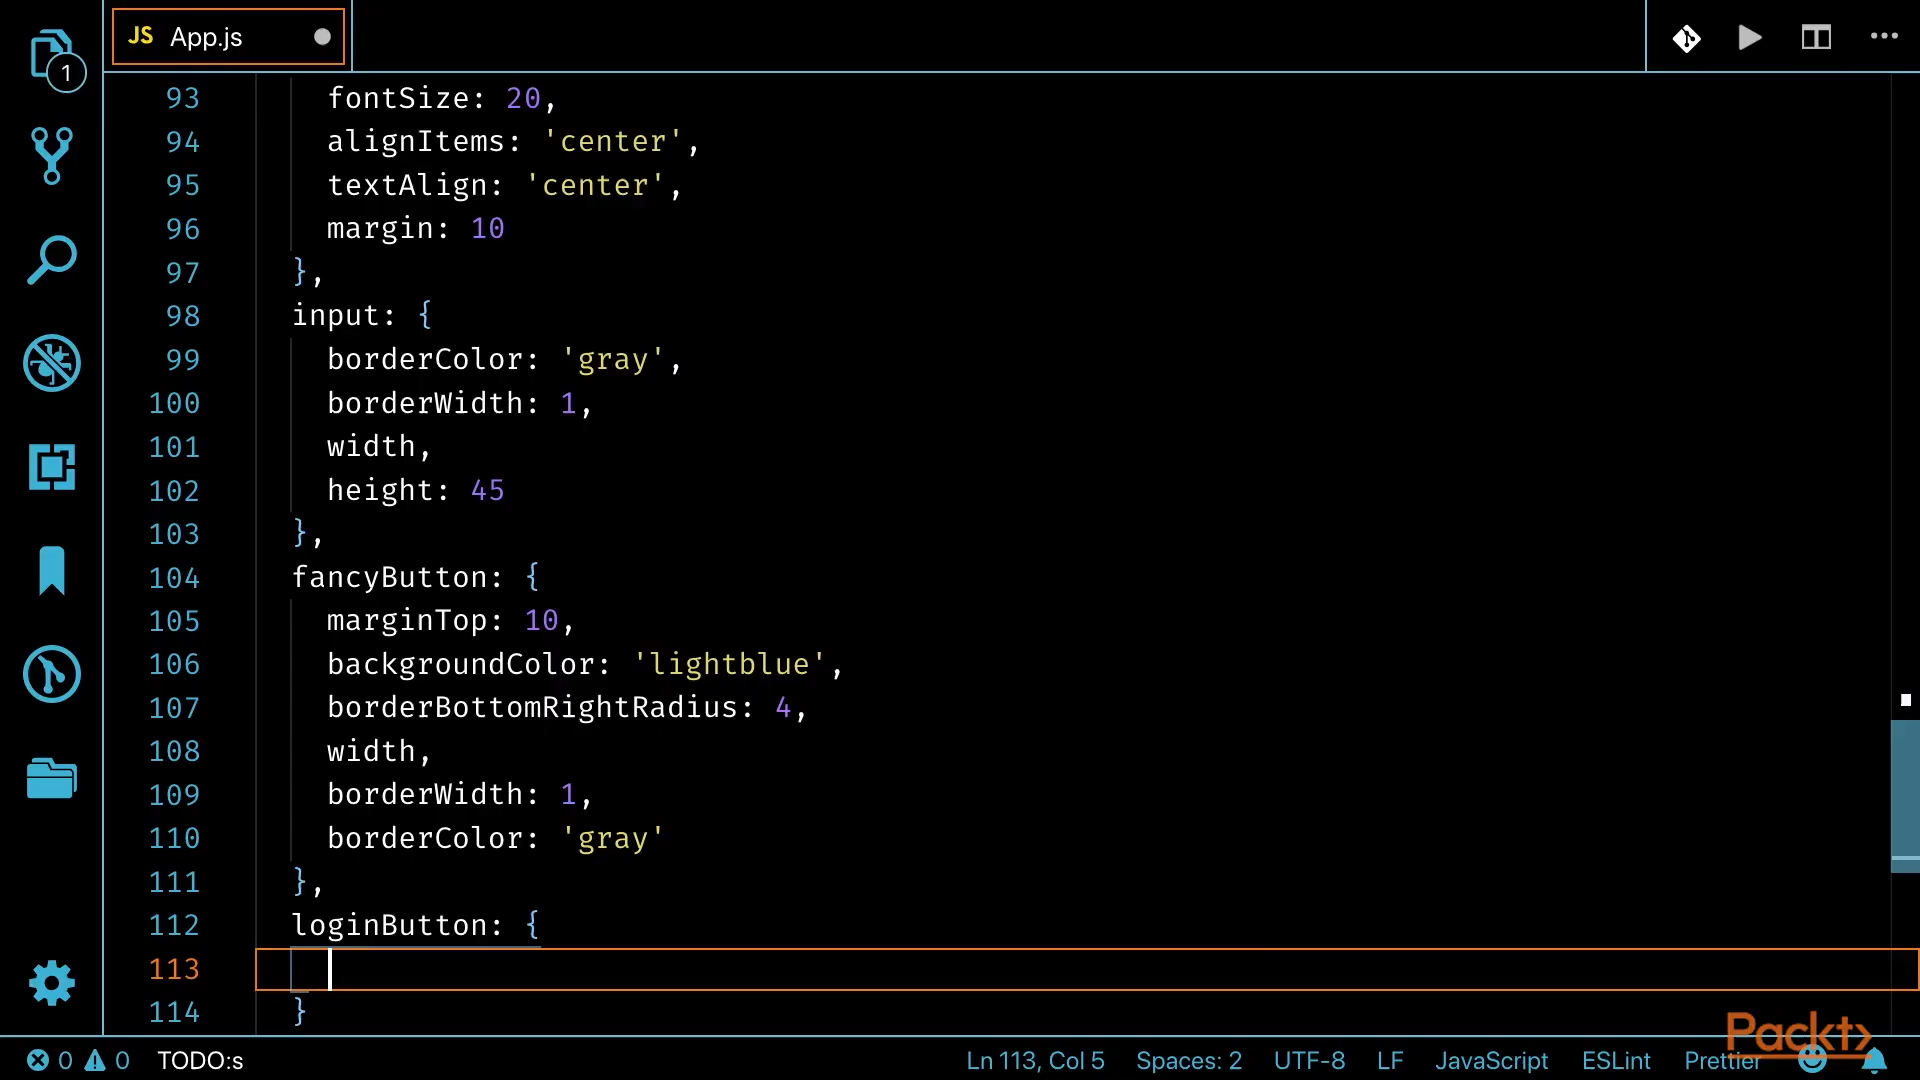 1
JS App.js
93 fontSize: 20,
94 alignItems: 'center',
95 textAlign: 'center',
96 margin: 10
97 },
98 input: {
99 borderColor: 'gray',
100 borderWidth: 1,
101 width,
102 height: 45
103 },
104 fancyButton: {
105 marginTop: 10,
106 backgroundColor: 'lightblue',
107 borderBottomRightRadius: 4,
108 width,
109 borderWidth: 1,
110 borderColor: 'gray'
111 },
112 loginButton: {
113
114 }
Packt>
0 0 TODO:s Ln 113, Col 5 Spaces: 2 UTF-8 LF JavaScript ESLint Prettier